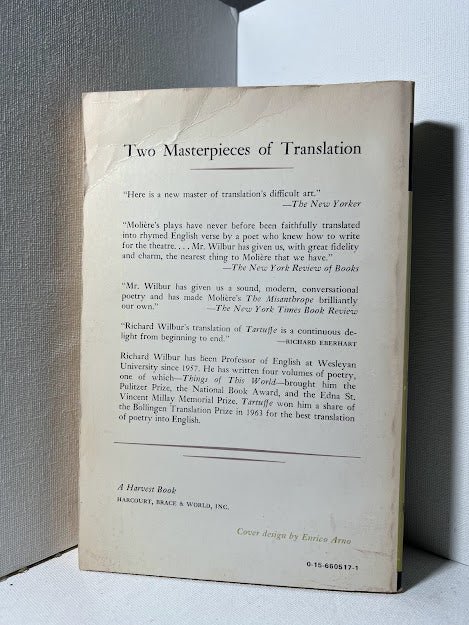 Two Masterpieces of Translation
"Here is a new master of translation's difficult art."
—The New Yorker
"Molière's plays have never before been faithfully translated
into rhymed English verse by a poet who knew how to write
for the theatre. . . . Mr. Wilbur has given us, with great fidelity
and charm, the nearest thing to Molière that we have."
—The New York Review of Books
"Mr. Wilbur has given us a sound, modern, conversational
poetry and has made Molière's The Misanthrope brilliantly
our own." —The New York Times Book Review
"Richard Wilbur's translation of Tartuffe is a continuous de-
light from beginning to end." —RICHARD EBERHART
Richard Wilbur has been Professor of English at Wesleyan
University since 1957. He has written four volumes of poetry,
one of which—Things of This World—brought him the
Pulitzer Prize, the National Book Award, and the Edna St.
Vincent Millay Memorial Prize. Tartuffe won him a share of
the Bollingen Translation Prize in 1963 for the best translation
of poetry into English.
A Harvest Book
HARCOURT, BRACE & WORLD, INC.
Cover design by Enrico Arno
0-15-660517-1